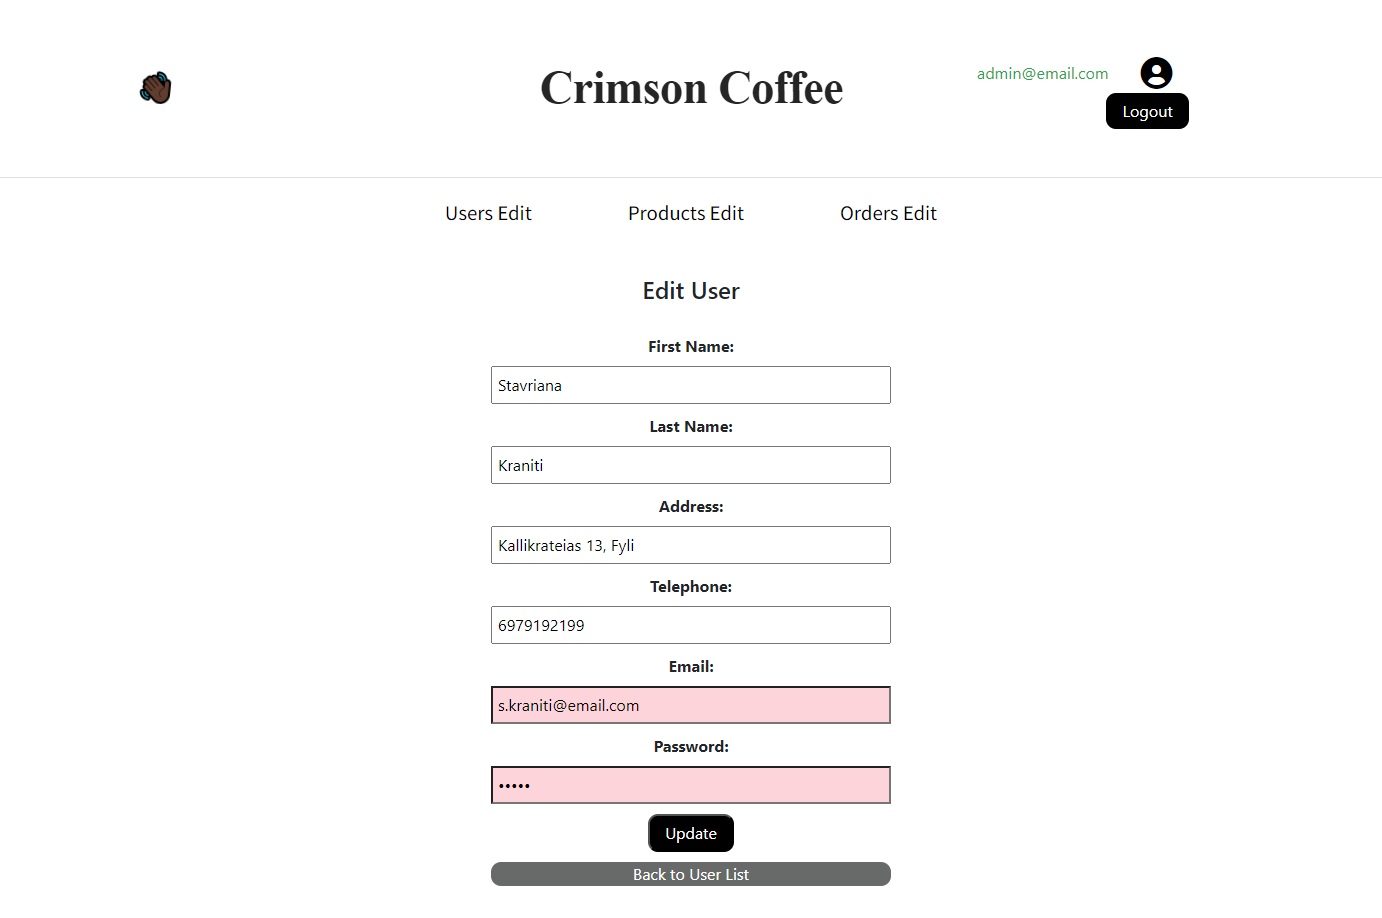 Crimson Coffee
admin@email.com
Logout
Users Edit Products Edit Orders Edit
Edit User
First Name:
Stavriana
Last Name:
Kraniti
Address:
Kallikrateias 13, Fyli
Telephone:
6979192199
Email:
s.kraniti@email.com
Password:
•••••
Update
Back to User List